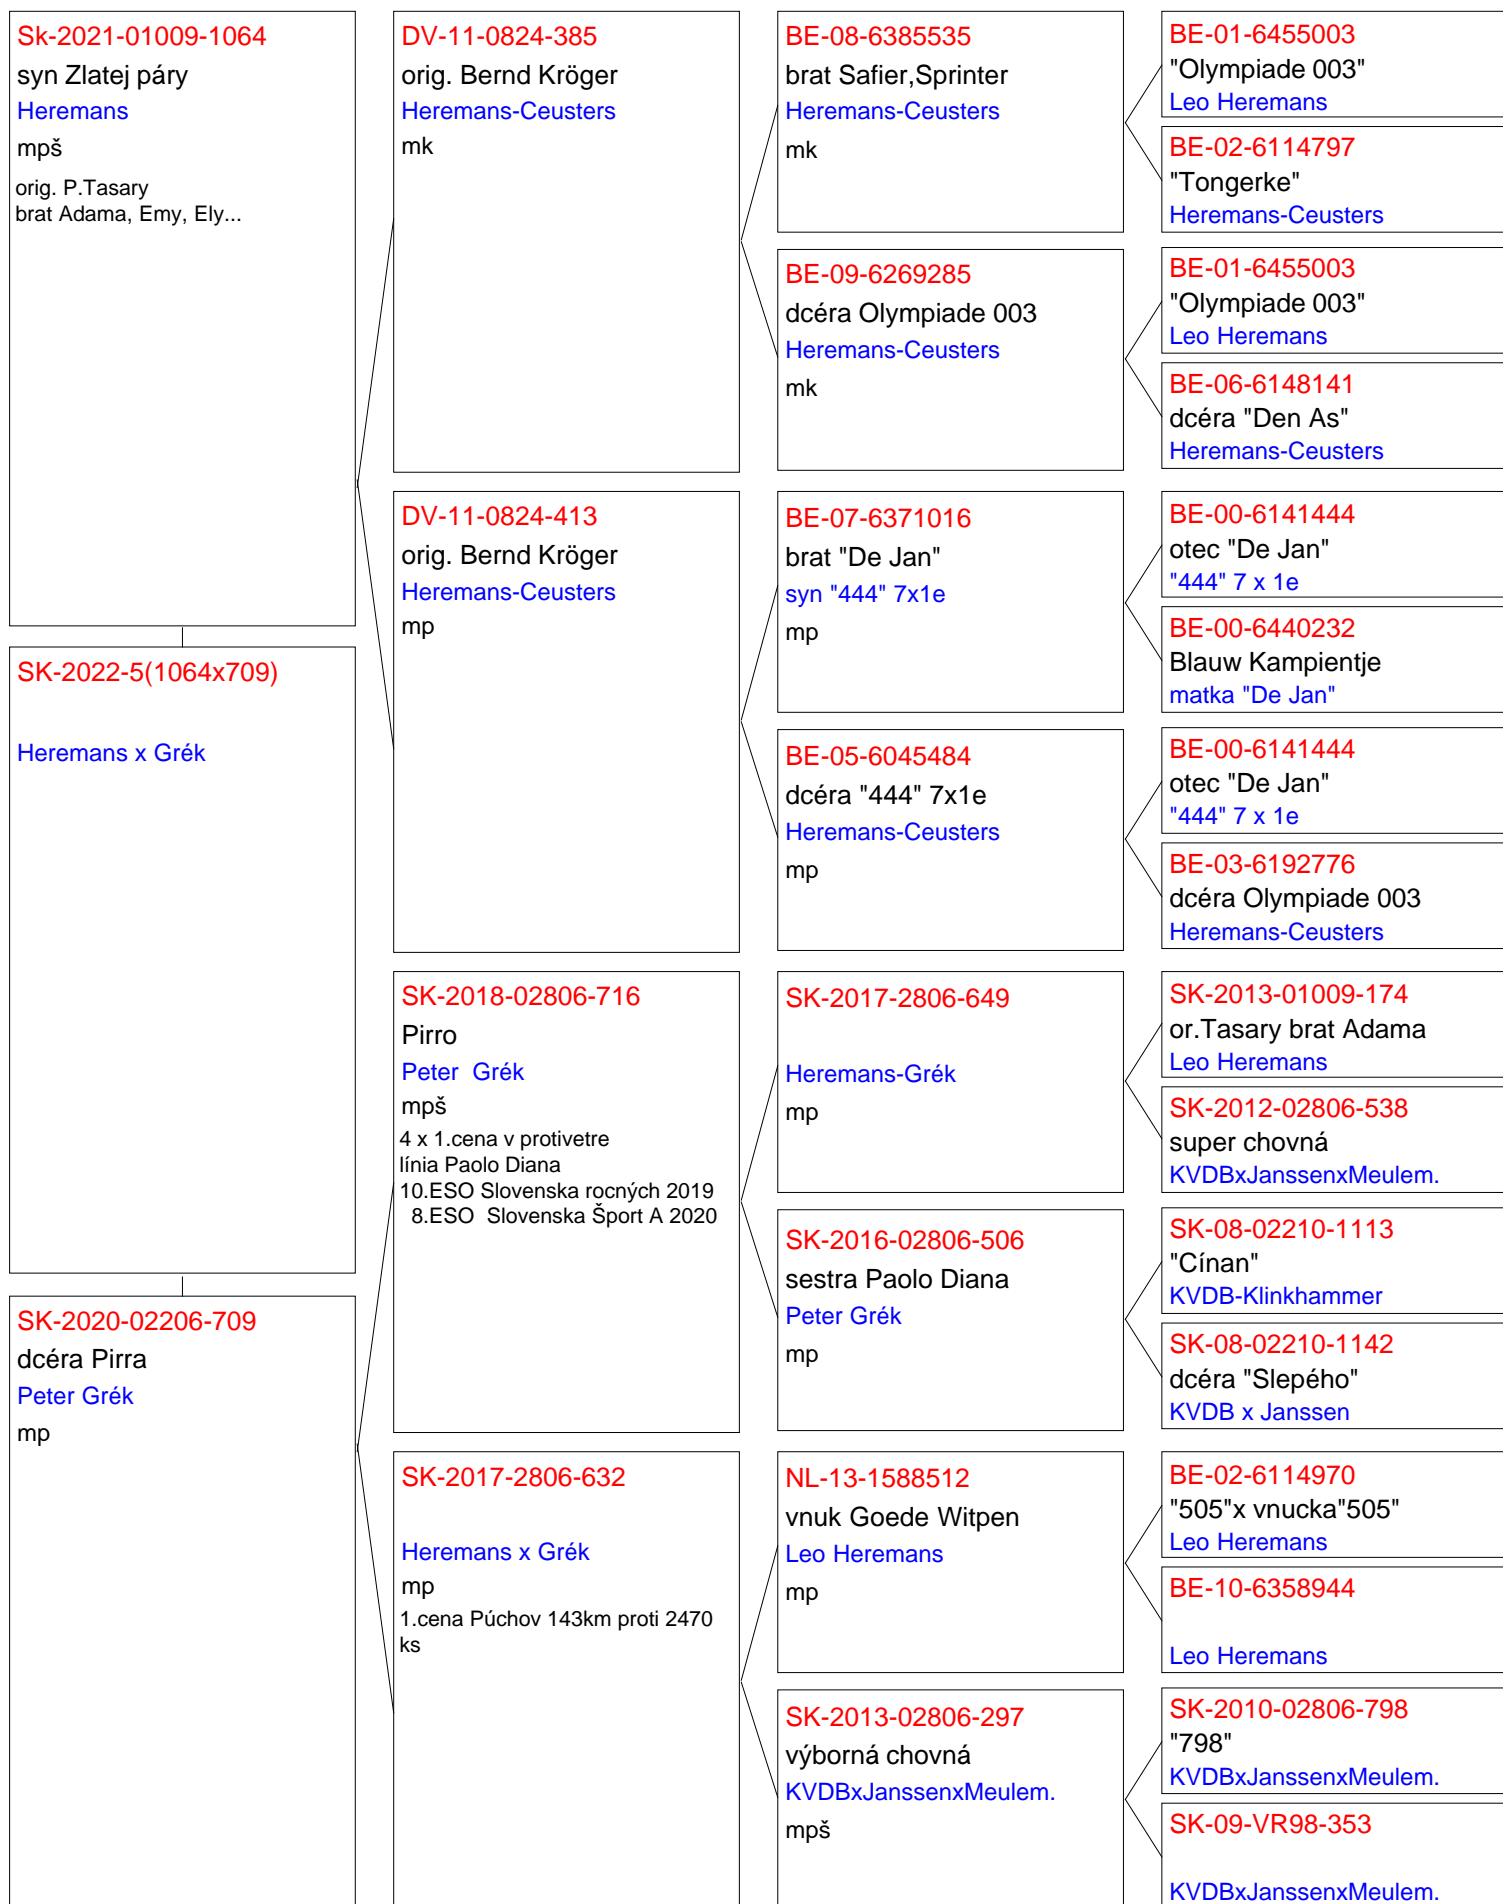 Sk-2021-01009-1064
syn Zlatej páry
Heremans
mpš
orig. P.Tasary
brat Adama, Emy, Ely...
SK-2022-5(1064x709)
Heremans x Grék
SK-2020-02206-709
dcéra Pirra
Peter Grék
mp
DV-11-0824-385
orig. Bernd Kröger
Heremans-Ceusters
mk
DV-11-0824-413
orig. Bernd Kröger
Heremans-Ceusters
mp
SK-2018-02806-716
Pirro
Peter  Grék
mpš
4 x 1.cena v protivetre
línia Paolo Diana
10.ESO Slovenska rocných 2019
8.ESO  Slovenska Šport A 2020
SK-2017-2806-632
Heremans x Grék
mp
1.cena Púchov 143km proti 2470
ks
BE-08-6385535
brat Safier,Sprinter
Heremans-Ceusters
mk
BE-09-6269285
dcéra Olympiade 003
Heremans-Ceusters
mk
BE-07-6371016
brat "De Jan"
syn "444" 7x1e
mp
BE-05-6045484
dcéra "444" 7x1e
Heremans-Ceusters
mp
SK-2017-2806-649
Heremans-Grék
mp
SK-2016-02806-506
sestra Paolo Diana
Peter Grék
mp
NL-13-1588512
vnuk Goede Witpen
Leo Heremans
mp
SK-2013-02806-297
výborná chovná
KVDBxJanssenxMeulem.
mpš
BE-01-6455003
"Olympiade 003"
Leo Heremans
BE-02-6114797
"Tongerke"
Heremans-Ceusters
BE-01-6455003
"Olympiade 003"
Leo Heremans
BE-06-6148141
dcéra "Den As"
Heremans-Ceusters
BE-00-6141444
otec "De Jan"
"444" 7 x 1e
BE-00-6440232
Blauw Kampientje
matka "De Jan"
BE-00-6141444
otec "De Jan"
"444" 7 x 1e
BE-03-6192776
dcéra Olympiade 003
Heremans-Ceusters
SK-2013-01009-174
or.Tasary brat Adama
Leo Heremans
SK-2012-02806-538
super chovná
KVDBxJanssenxMeulem.
SK-08-02210-1113
"Cínan"
KVDB-Klinkhammer
SK-08-02210-1142
dcéra "Slepého"
KVDB x Janssen
BE-02-6114970
"505"x vnucka"505"
Leo Heremans
BE-10-6358944
Leo Heremans
SK-2010-02806-798
"798"
KVDBxJanssenxMeulem.
SK-09-VR98-353
KVDBxJanssenxMeulem.